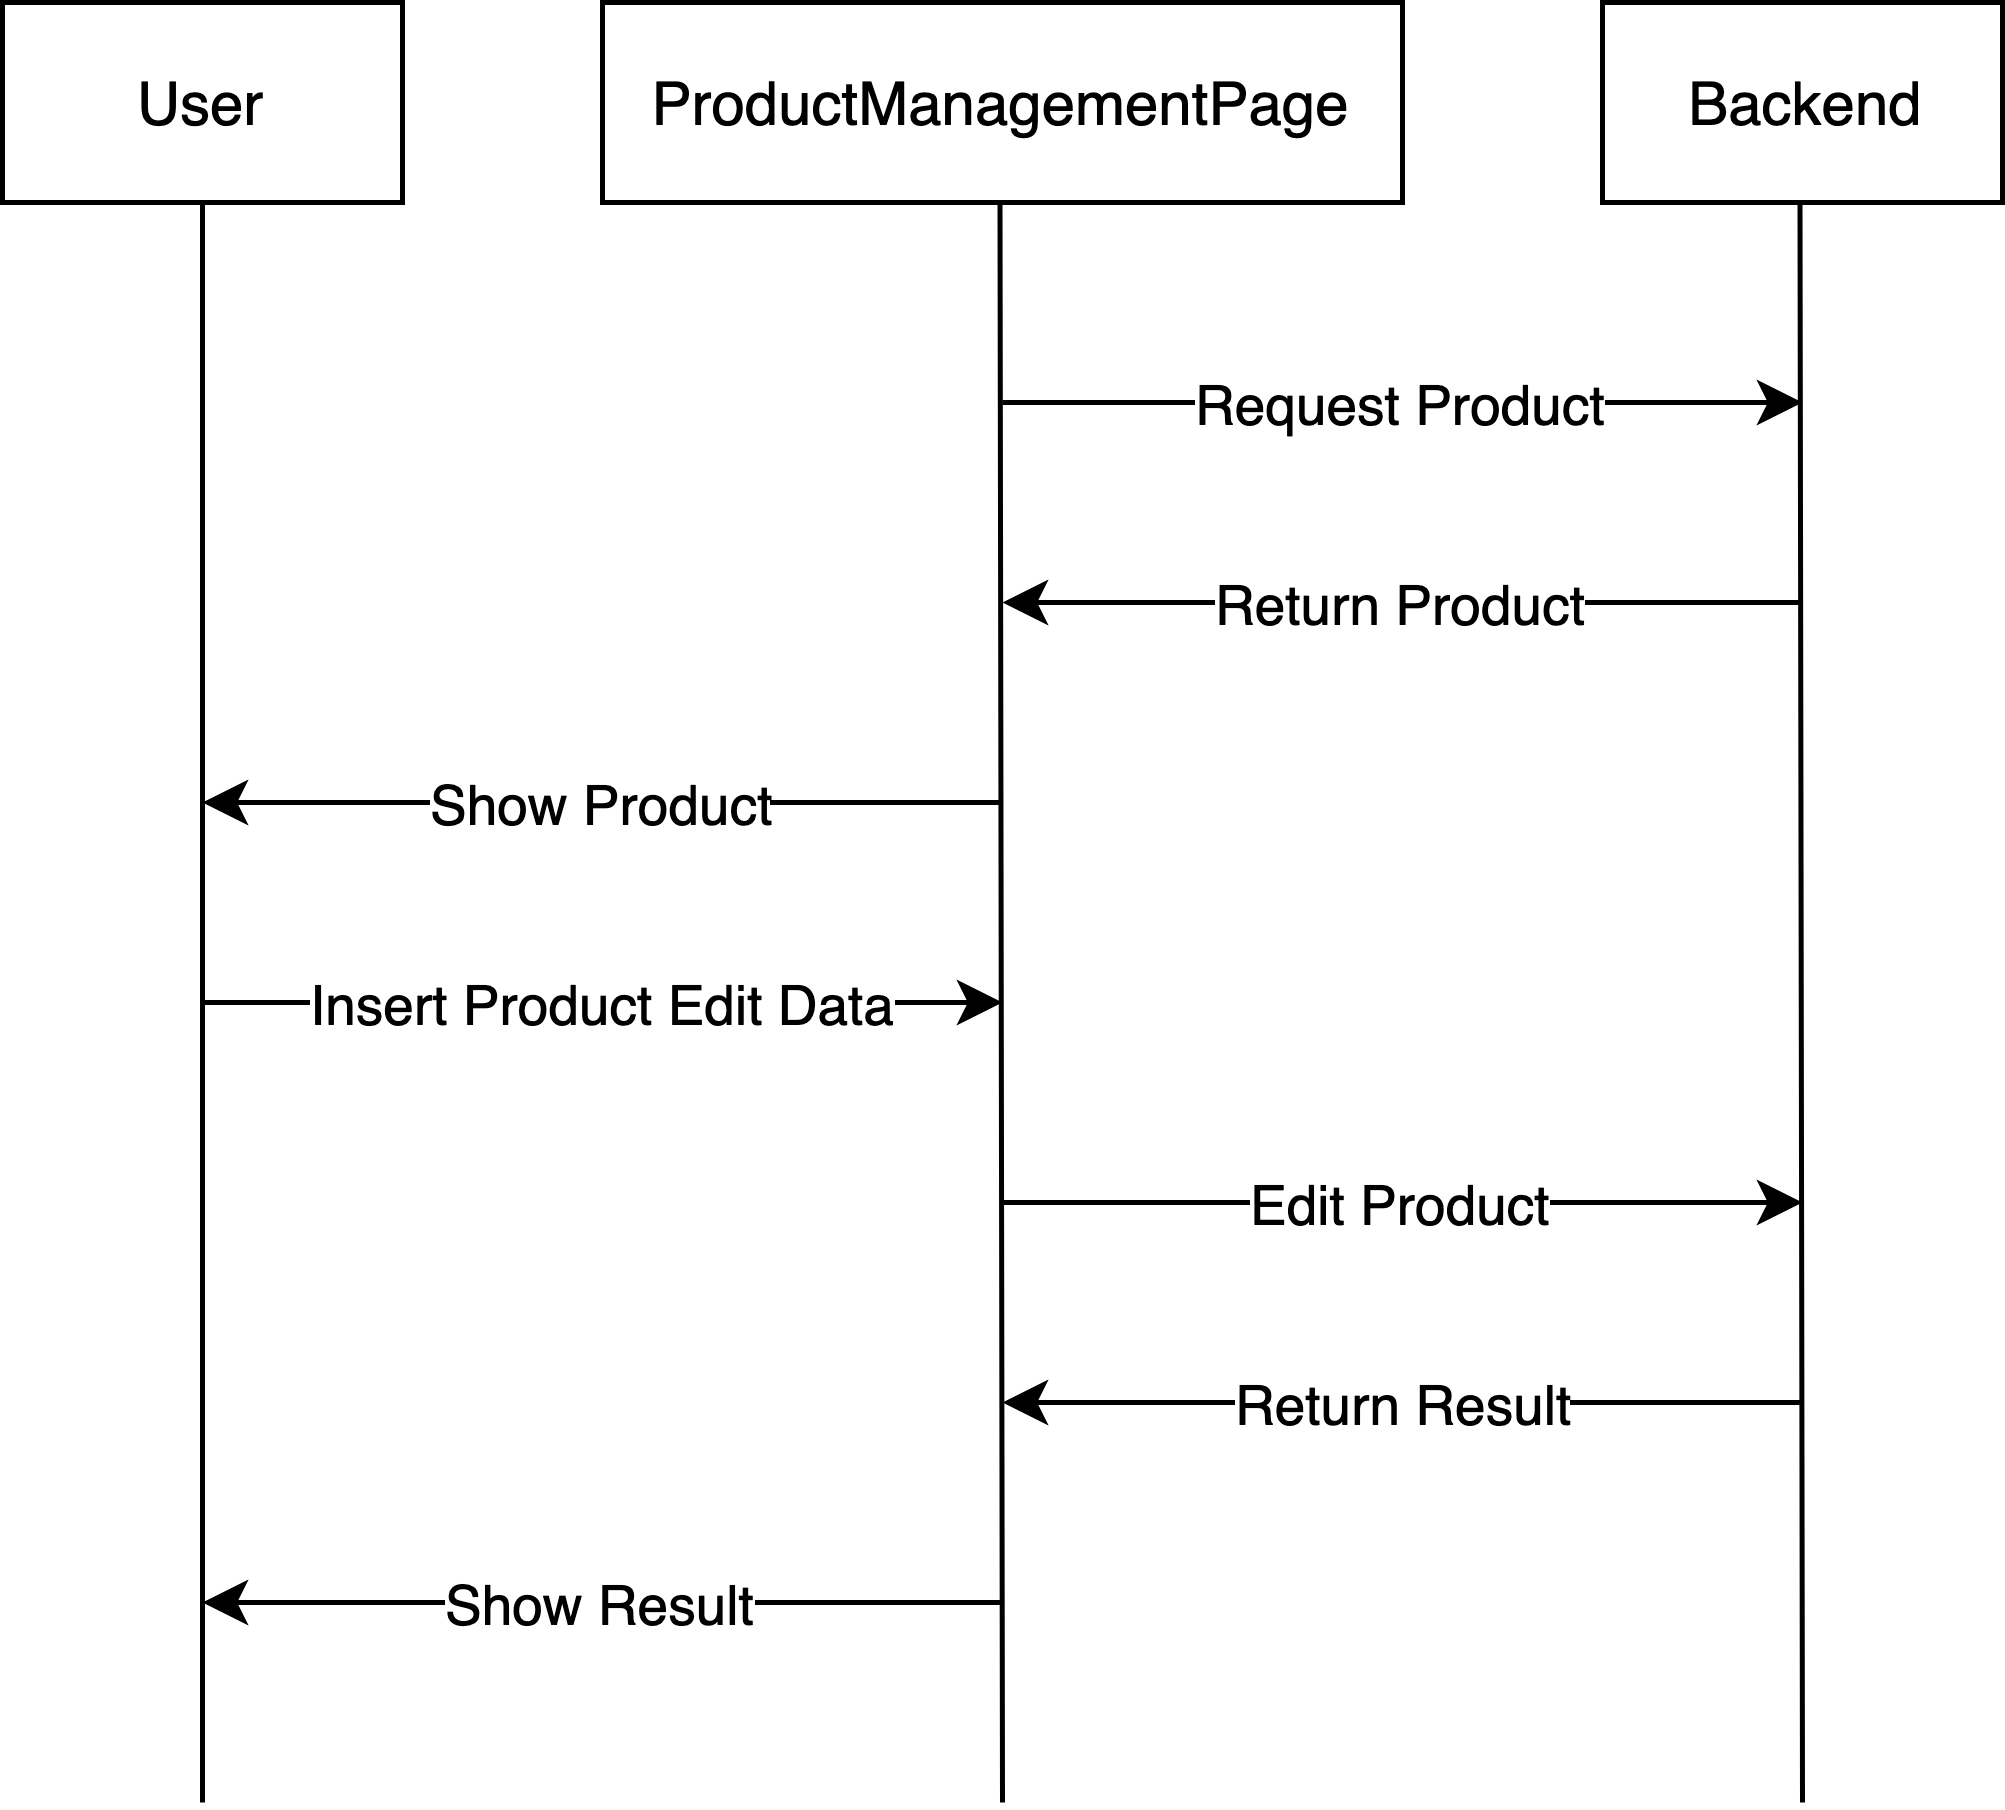 User
ProductManagementPage
Backend
Request Product
Return Product
Show Product
Insert Product Edit Data
Edit Product
Return Result
Show Result